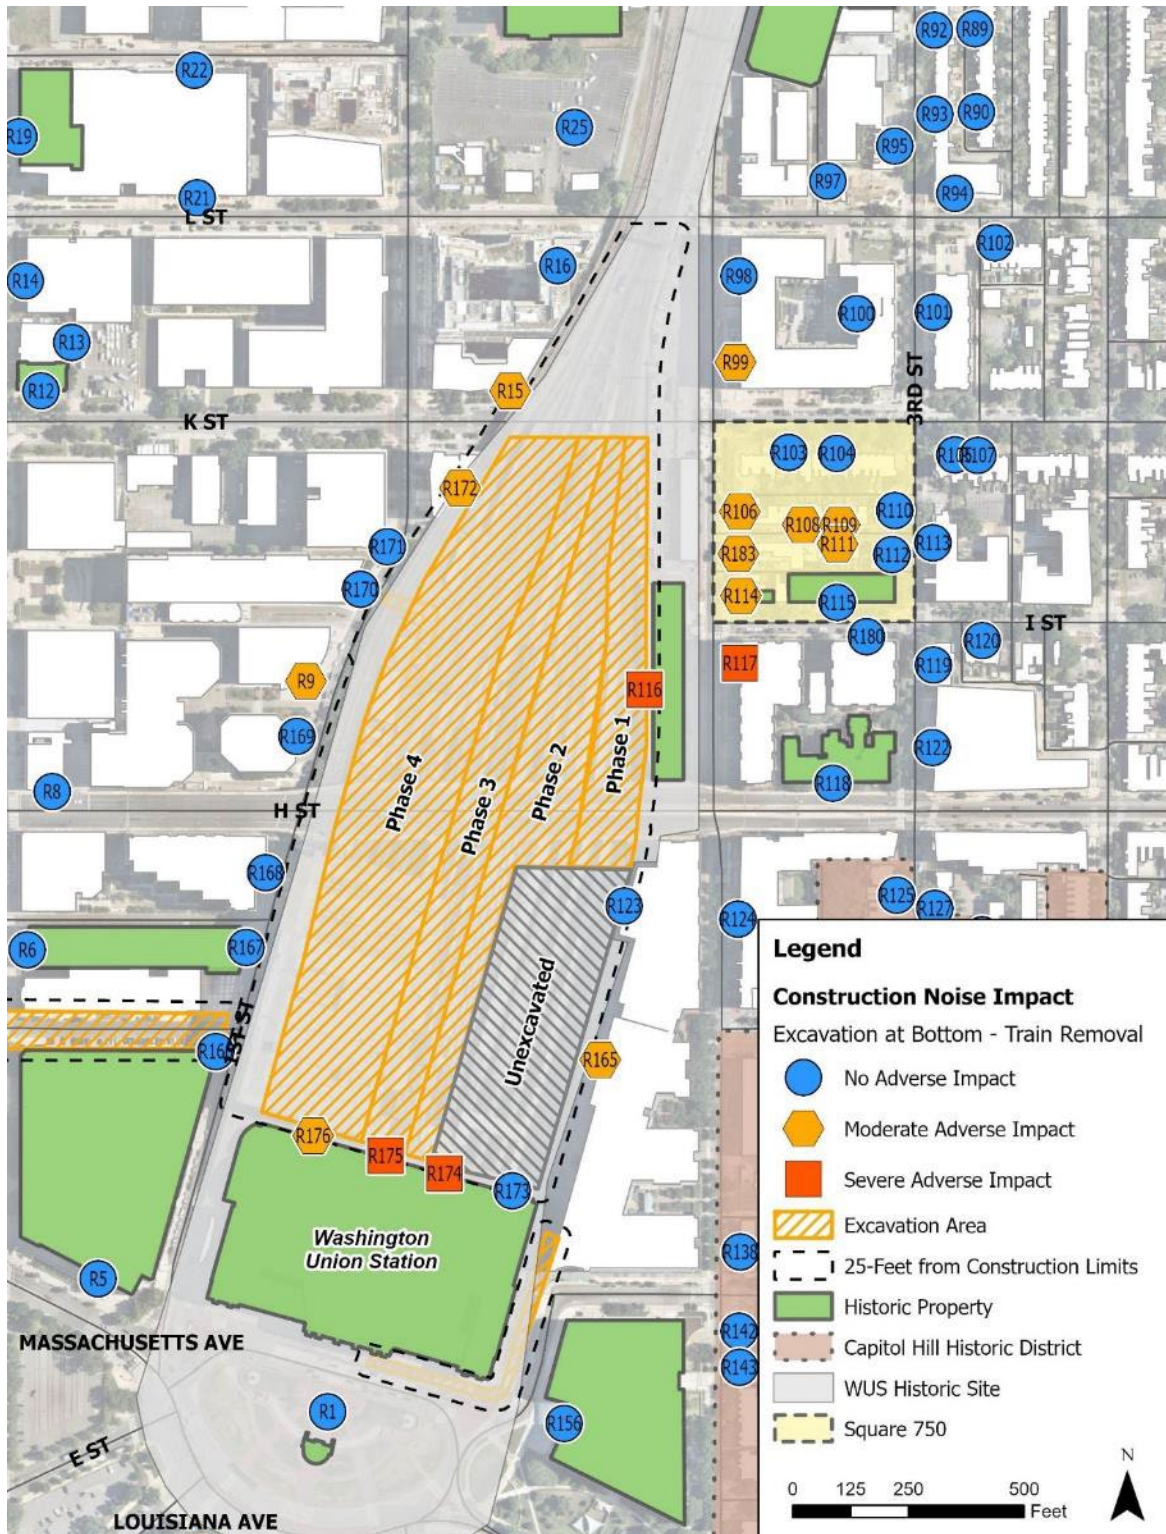 R92
R89
R22
R93
R90
R25
R19
R95
R97
R94
R21
L ST
R102
R16
R98
R14
R100
R101
R13
R99
3RD ST
R12
R15
K ST
R103
R104
R107
R172
R106
R108
R109
R110
R171
R111
R183
R112
R113
R170
R114
R115
I ST
R180
R120
R117
R119
R9
R116
R169
Phase 1
R122
Phase 2
R118
R8
Phase 4
Phase 3
H ST
R168
R125
R123
R127
R124
R6
R167
Unexcavated
1ST ST
R165
R176
R175
R174
R173
Washington
Union Station
R5
R138
R142
MASSACHUSETTS AVE
R143
R1
R156
E ST
LOUISIANA AVE
Legend
Construction Noise Impact
Excavation at Bottom - Train Removal
No Adverse Impact
Moderate Adverse Impact
Severe Adverse Impact
Excavation Area
25-Feet from Construction Limits
Historic Property
Capitol Hill Historic District
WUS Historic Site
Square 750
N
0 125 250 500
Feet